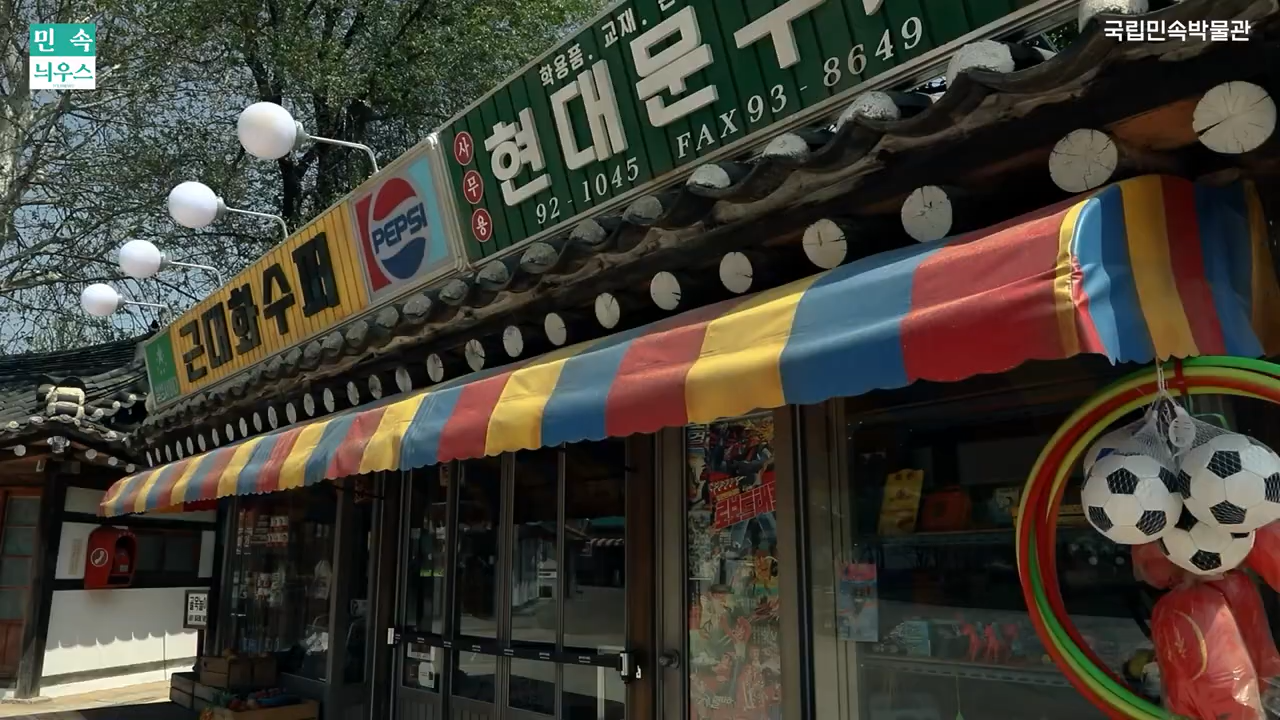 민속
늬우스
국립민속박물관
학용품. 교재.
사무용
현대문구
92-1045 FAX 93-8649
PEPSI
근대화수퍼